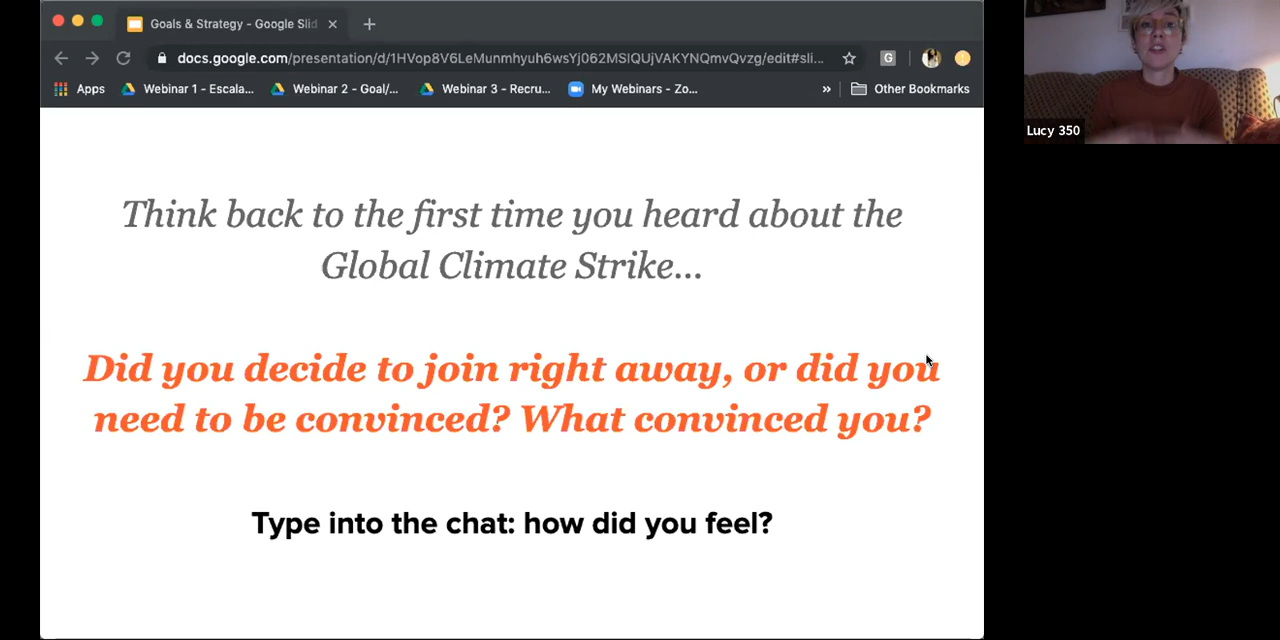 Goals & Strategy - Google Slid
docs.google.com/presentation/d/1HVop8V6LeMunmhyuh6wsYj062MSlQUjVAKYNQmvQvzg/edit#sli...
G
Apps
Webinar 1 - Escala...
Webinar 2 - Goal/...
Webinar 3 - Recru...
My Webinars - Zo...
»
Other Bookmarks
Lucy 350
Think back to the first time you heard about the
Global Climate Strike...
Did you decide to join right away, or did you
need to be convinced? What convinced you?
Type into the chat: how did you feel?